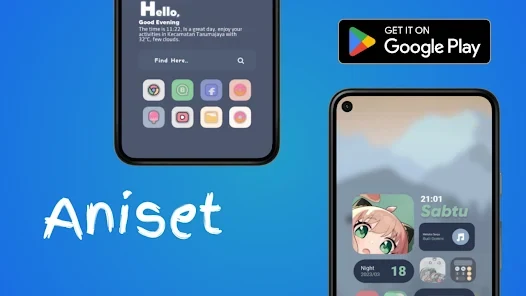 Hello,
Good Evening
The time is 11:22, Is a great day, enjoy your
activities in Kecamatan Tasumajaya with
32°C, few clouds.
Find Here..
GET IT ON
Google Play
Aniset
21:01
Sabtu
Night
18